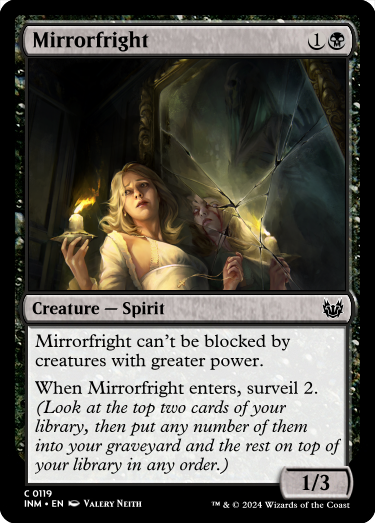 Mirrorfright 1
Creature — Spirit
Mirrorfright can't be blocked by
creatures with greater power.
When Mirrorfright enters, surveil 2.
(Look at the top two cards of your
library, then put any number of them
into your graveyard and the rest on top of
your library in any order.)
1/3
C 0119
INM • EN Valery Neith
™ & © 2024 Wizards of the Coast